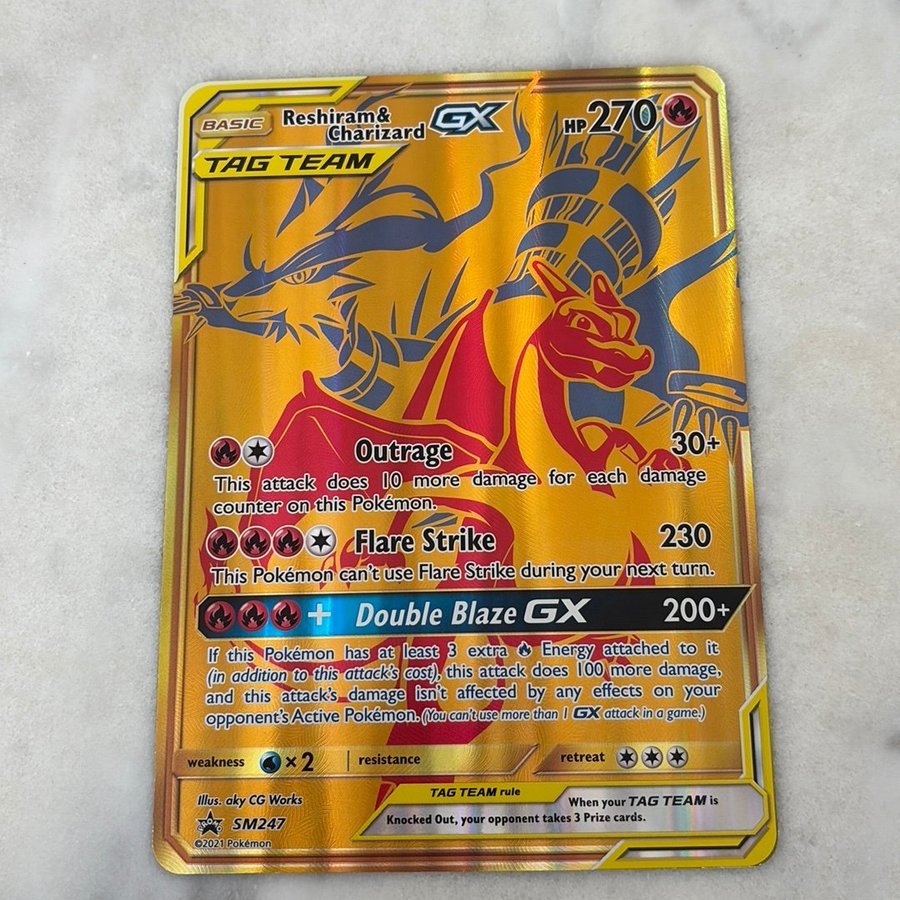 BASIC Reshiram& Charizard GX HP270
TAG TEAM
Outrage 30+
This attack does 10 more damage for each damage
counter on this Pokémon.
Flare Strike 230
This Pokémon can't use Flare Strike during your next turn.
+ Double Blaze GX 200+
If this Pokémon has at least 3 extra Energy attached to it
(in addition to this attack's cost), this attack does 100 more damage,
and this attack's damage isn't affected by any effects on your
opponent's Active Pokémon. (You can't use more than 1 GX attack in a game.)
weakness ×2 resistance retreat
Illus. aky CG Works
TAG TEAM rule
When your TAG TEAM is
Knocked Out, your opponent takes 3 Prize cards.
PROMO SM247
©2021 Pokémon